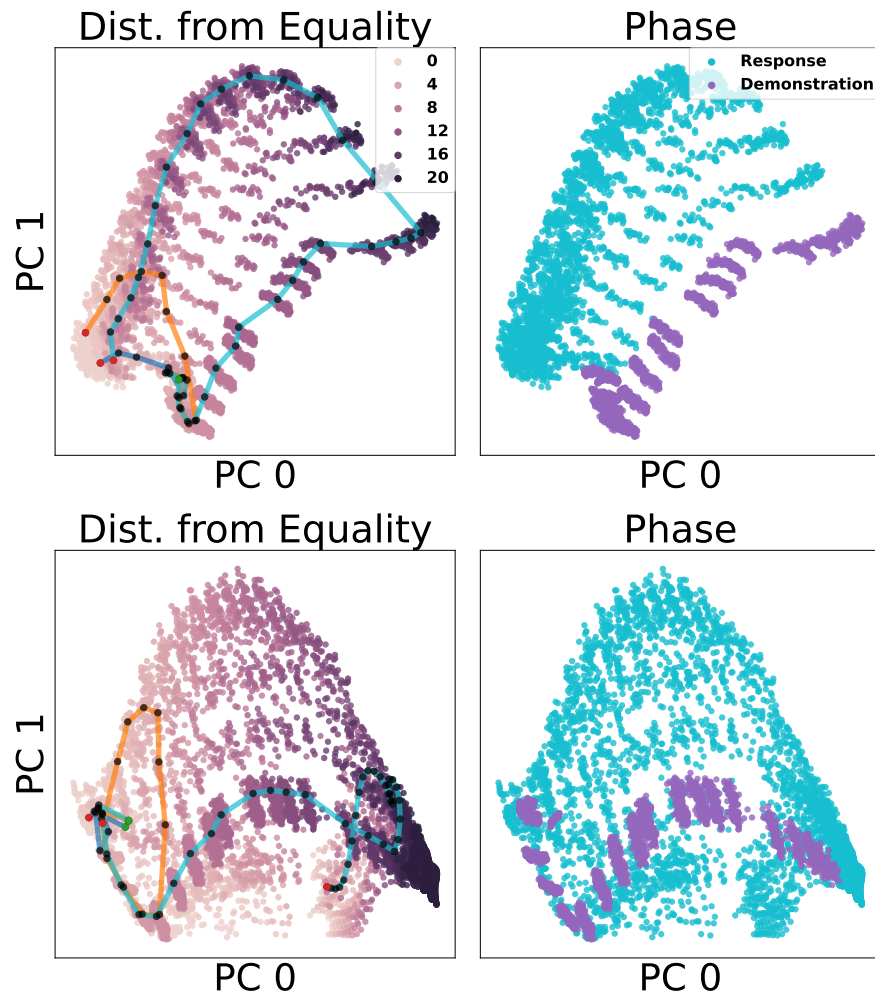 Dist. from Equality
Phase
0
4
8
12
16
20
Response
Demonstration
PC 1
PC 0
PC 0
Dist. from Equality
Phase
PC 1
PC 0
PC 0